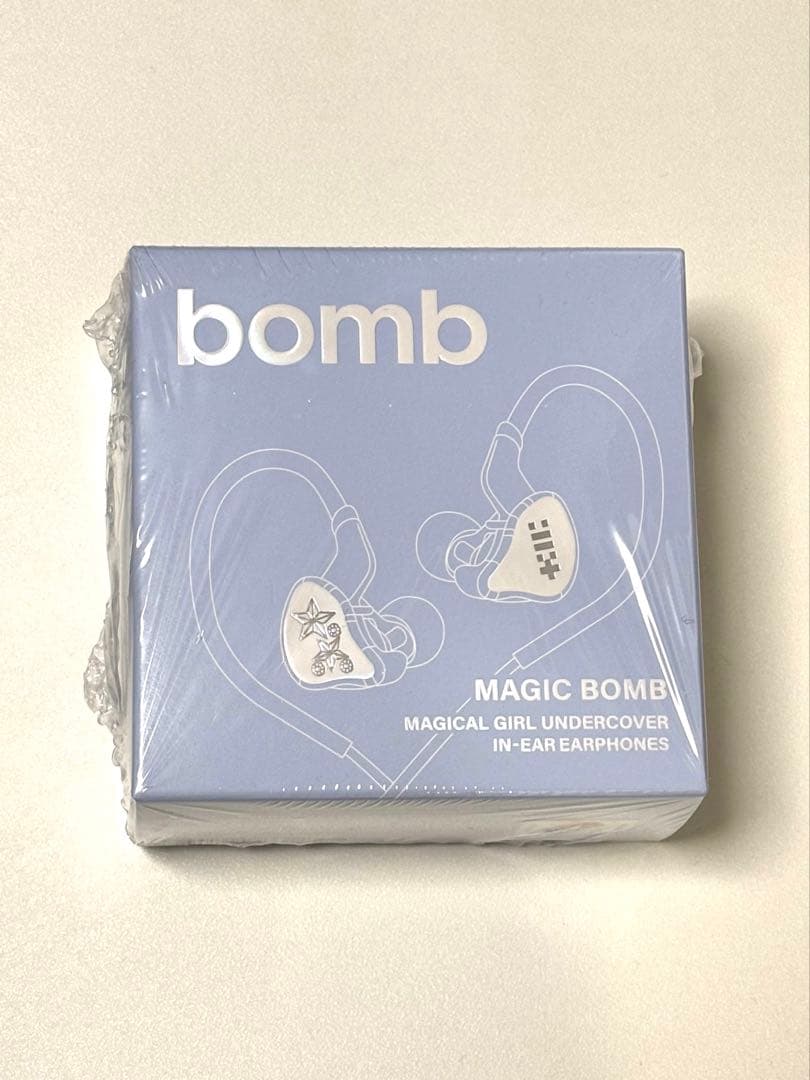 bomb
MAGIC BOMB
MAGICAL GIRL UNDERCOVER
IN-EAR EARPHONES